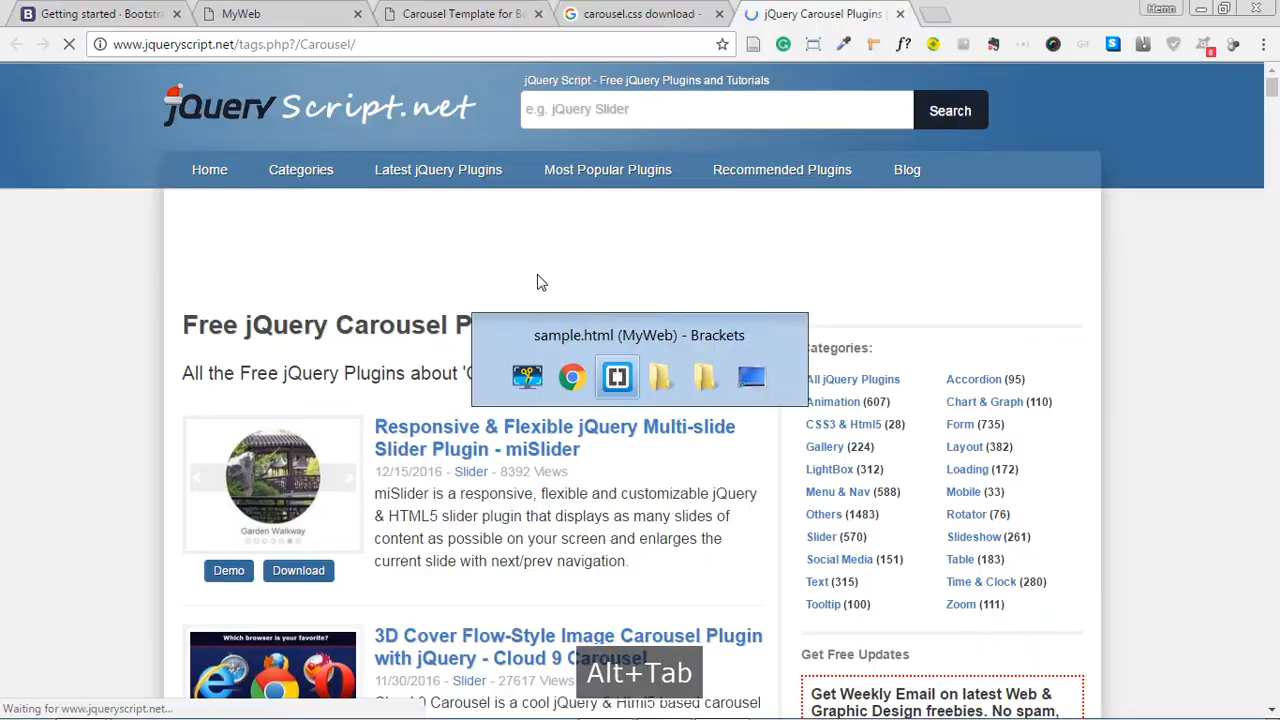 Getting started - Bootstra
MyWeb
Carousel Template for Bo
carousel.css download -
jQuery Carousel Plugins |
Hemn
www.jqueryscript.net/tags.php?/Carousel/
jQuery Script.net
jQuery Script - Free jQuery Plugins and Tutorials
e.g. jQuery Slider
Search
Home
Categories
Latest jQuery Plugins
Most Popular Plugins
Recommended Plugins
Blog
Free jQuery Carousel P
All the Free jQuery Plugins about 'C
sample.html (MyWeb) - Brackets
Responsive & Flexible jQuery Multi-slide
Slider Plugin - miSlider
12/15/2016 - Slider - 8392 Views
miSlider is a responsive, flexible and customizable jQuery
& HTML5 slider plugin that displays as many slides of
content as possible on your screen and enlarges the
current slide with next/prev navigation.
Garden Walkway
Demo
Download
Which browser is your favorite?
3D Cover Flow-Style Image Carousel Plugin
with jQuery - Cloud 9 Carousel
11/30/2016 - Slider - 27617 Views
Cloud 9 Carousel is a cool jQuery & Html5 based carousel
Alt+Tab
Categories:
All jQuery Plugins
Accordion (95)
Animation (607)
Chart & Graph (110)
CSS3 & Html5 (28)
Form (735)
Gallery (224)
Layout (382)
LightBox (312)
Loading (172)
Menu & Nav (588)
Mobile (33)
Others (1483)
Rotator (76)
Slider (570)
Slideshow (261)
Social Media (151)
Table (183)
Text (315)
Time & Clock (280)
Tooltip (100)
Zoom (111)
Get Free Updates
Get Weekly Email on latest Web &
Graphic Design freebies. No spam,
Waiting for www.jqueryscript.net...